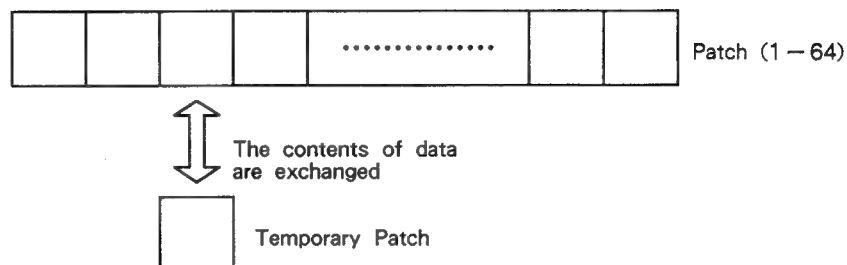 Patch (1 – 64)
The contents of data
are exchanged
Temporary Patch